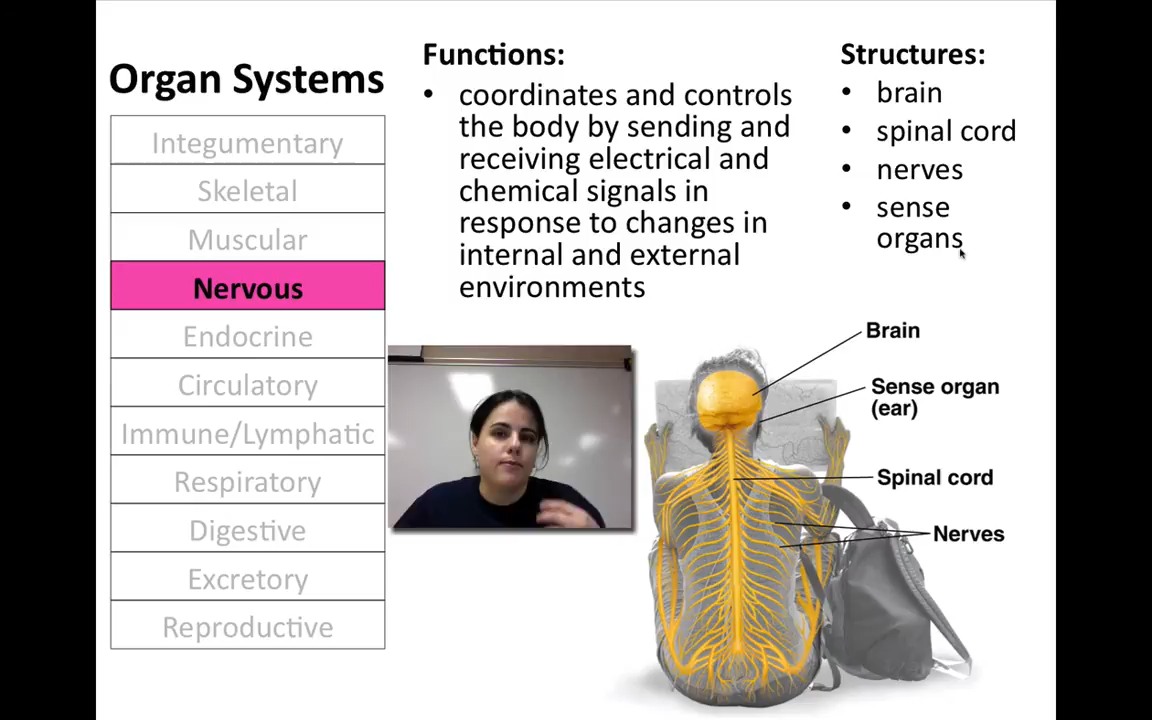 Organ Systems
Integumentary
Skeletal
Muscular
Nervous
Endocrine
Circulatory
Immune/Lymphatic
Respiratory
Digestive
Excretory
Reproductive
Functions:
• coordinates and controls
the body by sending and
receiving electrical and
chemical signals in
response to changes in
internal and external
environments
Structures:
• brain
• spinal cord
• nerves
• sense
organs
Brain
Sense organ
(ear)
Spinal cord
Nerves